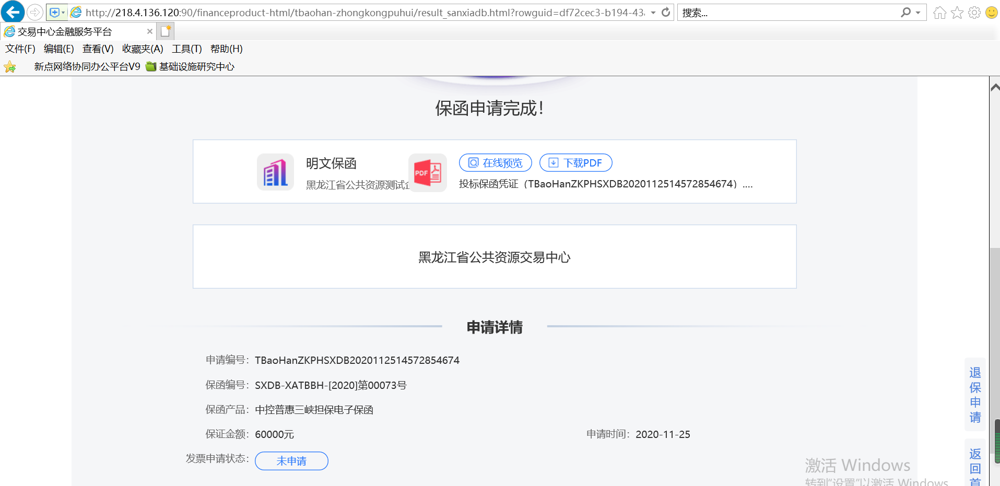 http://218.4.136.120:90/financeproduct-html/tbaohan-zhongkongpuhui/result_sanxiadb.html?rowguid=df72cec3-b194-43
搜索...
交易中心金融服务平台
文件(F) 编辑(E) 查看(V) 收藏夹(A) 工具(T) 帮助(H)
新点网络协同办公平台V9 基础设施研究中心
保函申请完成!
明文保函
黑龙江省公共资源测试
PDF
在线预览 下载PDF
投标保函凭证（TBaoHanZKPHSXDB2020112514572854674）....
黑龙江省公共资源交易中心
申请详情
申请编号：TBaoHanZKPHSXDB2020112514572854674
保函编号：SXDB-XATBBH-[2020]第00073号
保函产品：中控普惠三峡担保电子保函
保证金额：60000元 申请时间：2020-11-25
发票申请状态：未申请
退保申请
返回首
激活 Windows
转到"设置"以激活 Windows